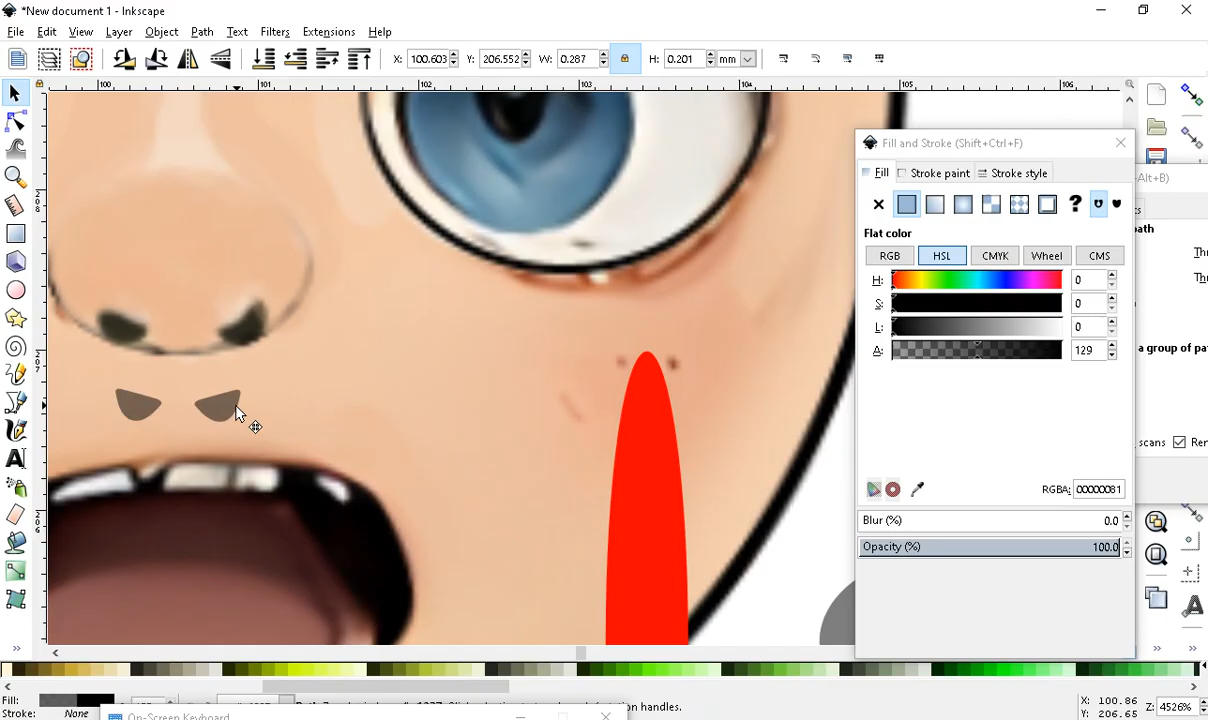 *New document 1 - Inkscape
File Edit View Layer Object Path Text Filters Extensions Help
X: 100.603 Y: 206.552 W: 0.287 H: 0.201 mm
100 101 102 103 104 105 106
Fill and Stroke (Shift+Ctrl+F)
Alt+B)
Fill Stroke paint Stroke style
Flat color
RGB HSL CMYK Wheel CMS
H: 0
S: 0
L: 0
A: 129
a group of pa
scans
RGBA: 00000081
Blur (%) 0.0
Opacity (%) 100.0
Fill:
Stroke: None
On-Screen Keyboard
handles.
X: 100.86
Y: 206.65
Z: 4526%